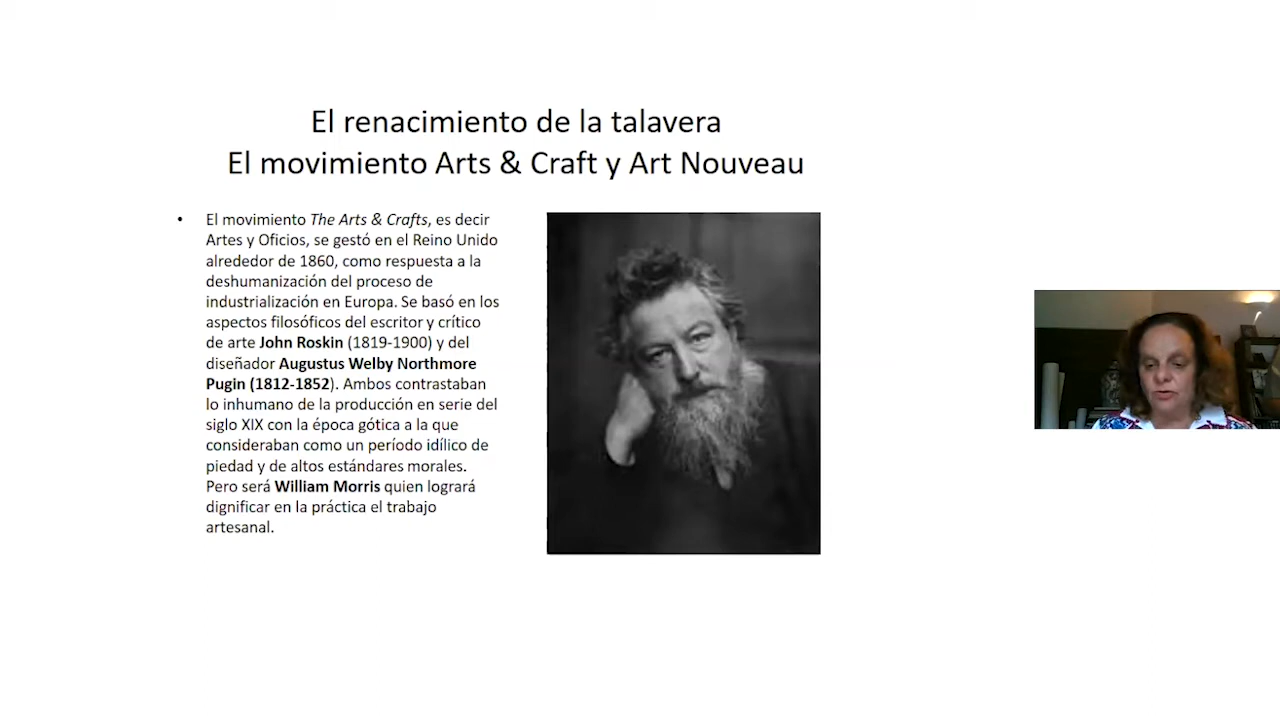 El renacimiento de la talavera
El movimiento Arts & Craft y Art Nouveau
• El movimiento The Arts & Crafts, es decir
Artes y Oficios, se gestó en el Reino Unido
alrededor de 1860, como respuesta a la
deshumanización del proceso de
industrialización en Europa. Se basó en los
aspectos filosóficos del escritor y crítico
de arte John Roskin (1819-1900) y del
diseñador Augustus Welby Northmore
Pugin (1812-1852). Ambos contrastaban
lo inhumano de la producción en serie del
siglo XIX con la época gótica a la que
consideraban como un período idílico de
piedad y de altos estándares morales.
Pero será William Morris quien logrará
dignificar en la práctica el trabajo
artesanal.